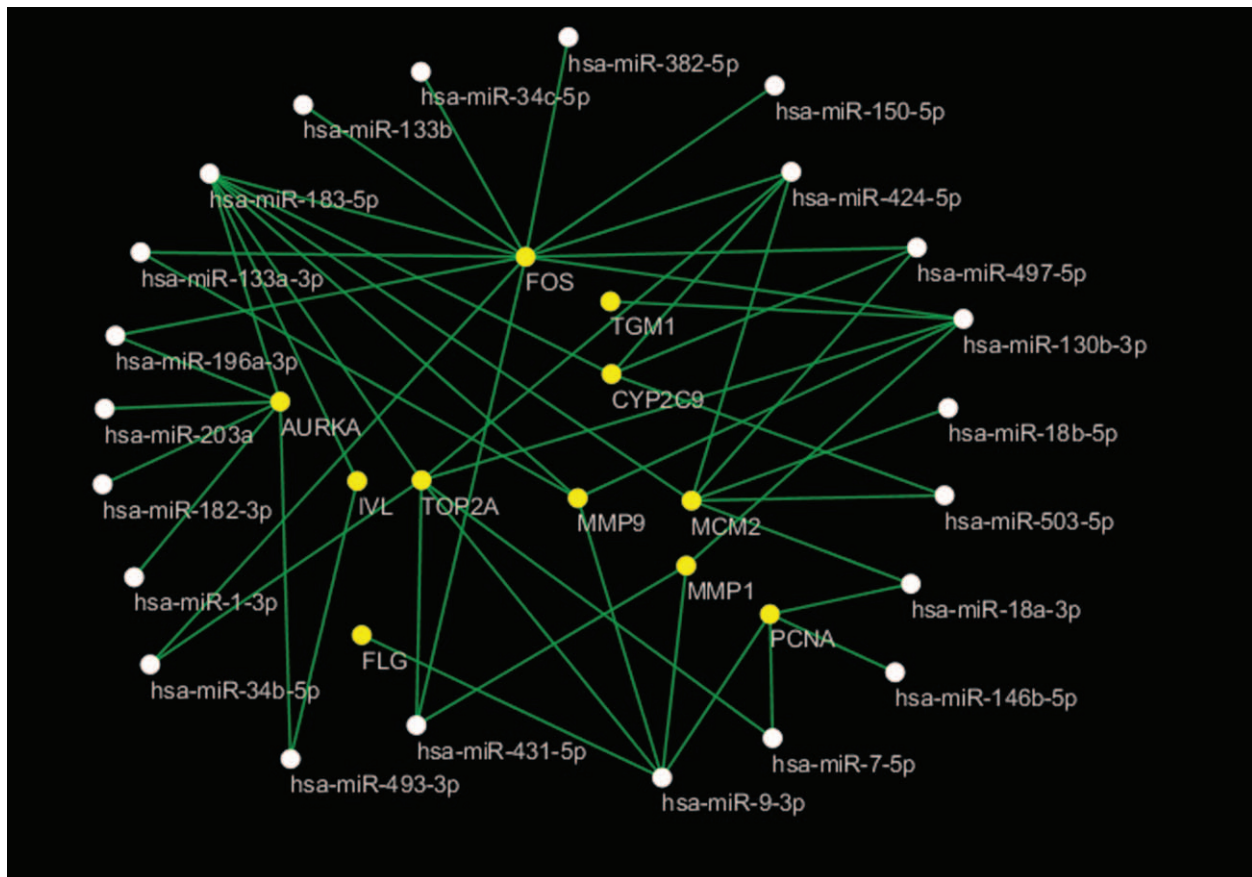 hsa-miR-382-5p
hsa-miR-34c-5p
hsa-miR-150-5p
hsa-miR-133b
hsa-miR-183-5p
hsa-miR-424-5p
hsa-miR-133a-3p
FOS
hsa-miR-497-5p
TGM1
hsa-miR-130b-3p
hsa-miR-196a-3p
CYP2C9
hsa-miR-203a
AURKA
hsa-miR-18b-5p
hsa-miR-182-3p
IVL
TOP2A
MMP9
MCM2
hsa-miR-503-5p
MMP1
hsa-miR-1-3p
hsa-miR-18a-3p
PCNA
FLG
hsa-miR-34b-5p
hsa-miR-146b-5p
hsa-miR-431-5p
hsa-miR-7-5p
hsa-miR-493-3p
hsa-miR-9-3p